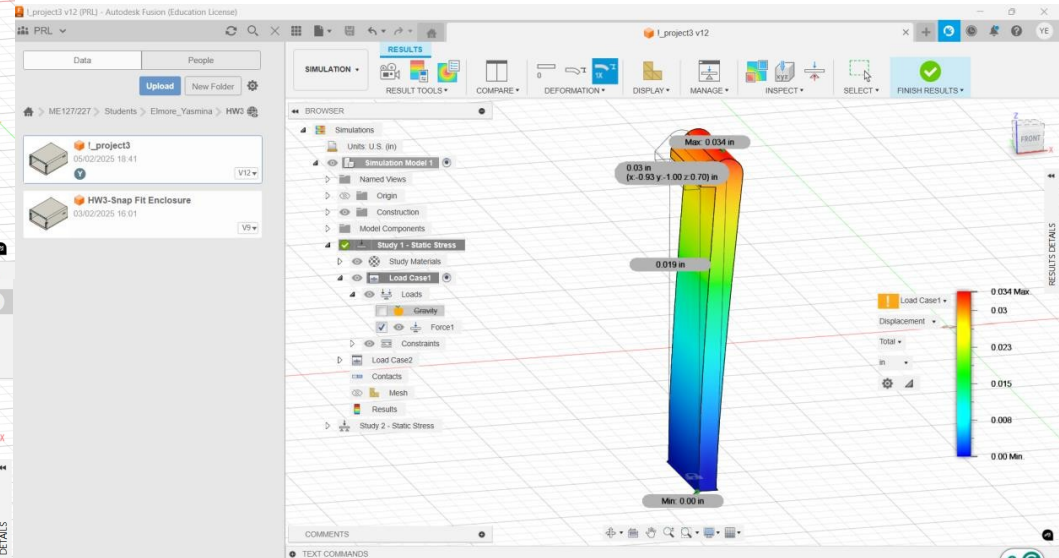 !_project3 v12 (PRL) - Autodesk Fusion (Education License)
PRL
!_project3 v12
YE
Data
People
Upload
New Folder
ME127/227 > Students > Elmore_Yasmina > HW3
!_project3
05/02/2025 18:41
Y
V12
HW3-Snap Fit Enclosure
03/02/2025 16:01
V9
RESULTS
SIMULATION
RESULT TOOLS
COMPARE
DEFORMATION
DISPLAY
MANAGE
INSPECT
SELECT
FINISH RESULTS
0
1X
BROWSER
Simulations
Units: U.S. (in)
Simulation Model 1
Named Views
Origin
Construction
Model Components
Study 1 - Static Stress
Study Materials
Load Case1
Loads
Gravity
Force1
Constraints
Load Case2
Contacts
Mesh
Results
Study 2 - Static Stress
Max: 0.034 in
0.03 in
(x:-0.93 y:-1.00 z:0.70) in
0.019 in
Min: 0.00 in
Z
FRONT
X
RESULTS DETAILS
Load Case1
Displacement
Total
in
0.034 Max.
0.03
0.023
0.015
0.008
0.00 Min.
COMMENTS
TEXT COMMANDS
X
DETAILS